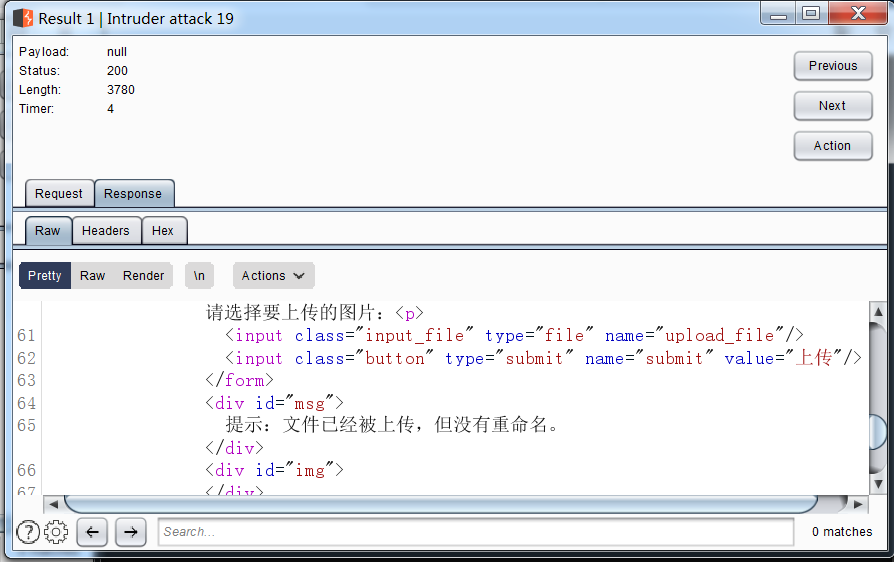 Result 1 | Intruder attack 19
Payload: null
Status: 200
Length: 3780
Timer: 4
Previous
Next
Action
Request Response
Raw Headers Hex
Pretty Raw Render \n Actions
请选择要上传的图片：<p>
61 <input class="input_file" type="file" name="upload_file"/>
62 <input class="button" type="submit" name="submit" value="上传"/>
63 </form>
64 <div id="msg">
65 提示：文件已经被上传，但没有重命名。
</div>
66 <div id="img">
67 </div>
Search...
0 matches